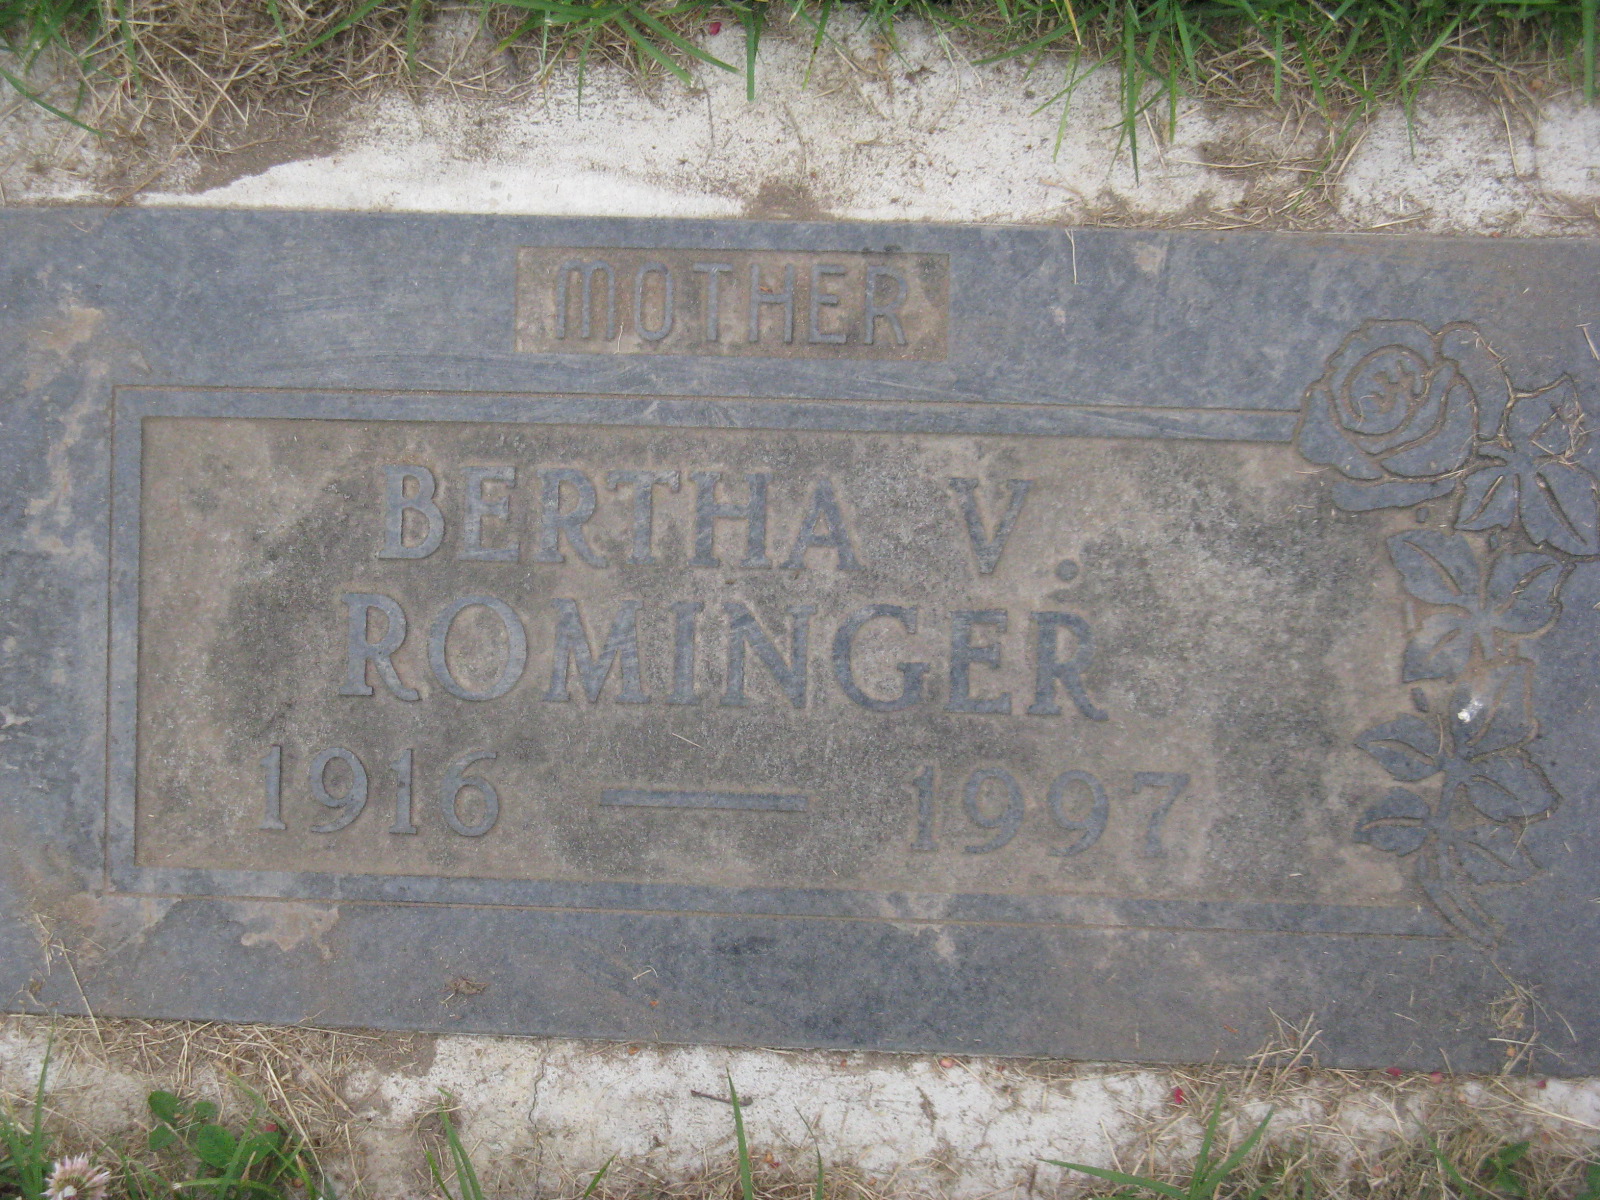 MOTHER
BERTHA V.
ROMINGER
1916 — 1997